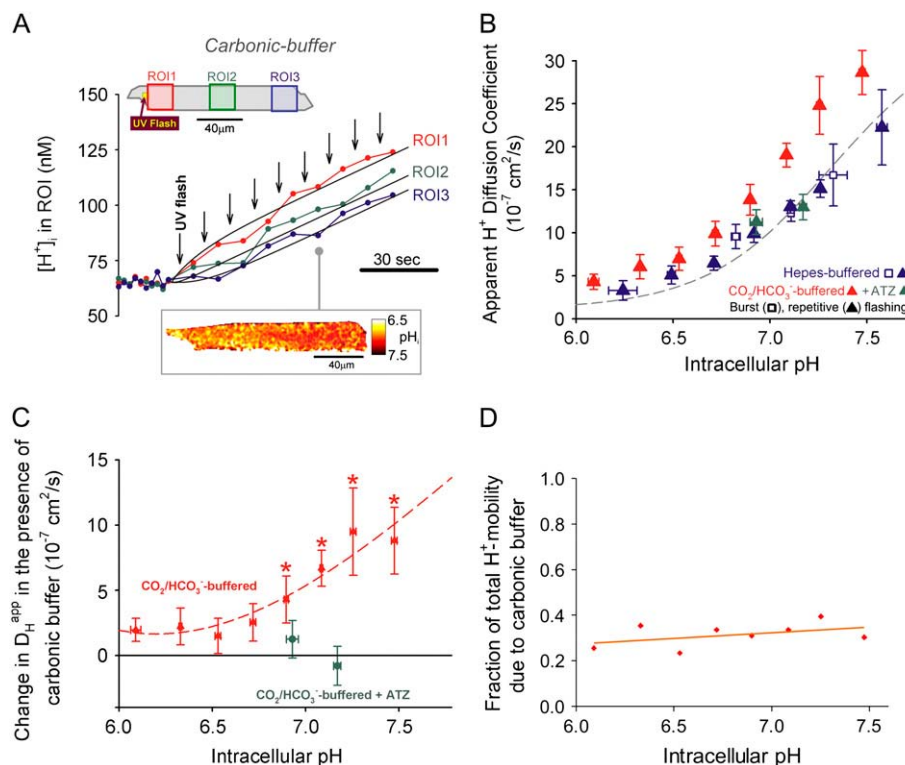 A
Carbonic-buffer
150
125
100
75
50
[H⁺]ᵢ in ROI (nM)
ROI1
ROI2
ROI3
UV Flash
40μm
UV flash
ROI1
ROI2
ROI3
30 sec
6.5
pHᵢ
7.5
40μm
B
Apparent H⁺ Diffusion Coefficient
(10⁻⁷ cm²/s)
30
25
20
15
10
5
0
Hepes-buffered
CO₂/HCO₃⁻-buffered
+ ATZ
Burst (□), repetitive (▲) flashing
6.0
6.5
7.0
7.5
Intracellular pH
C
Change in D_H^app in the presence of
carbonic buffer (10⁻⁷ cm²/s)
15
10
5
0
-5
* * * *
CO₂/HCO₃⁻-buffered
CO₂/HCO₃⁻-buffered + ATZ
6.0
6.5
7.0
7.5
Intracellular pH
D
Fraction of total H⁺-mobility
due to carbonic buffer
1.0
0.8
0.6
0.4
0.2
0.0
6.0
6.5
7.0
7.5
Intracellular pH